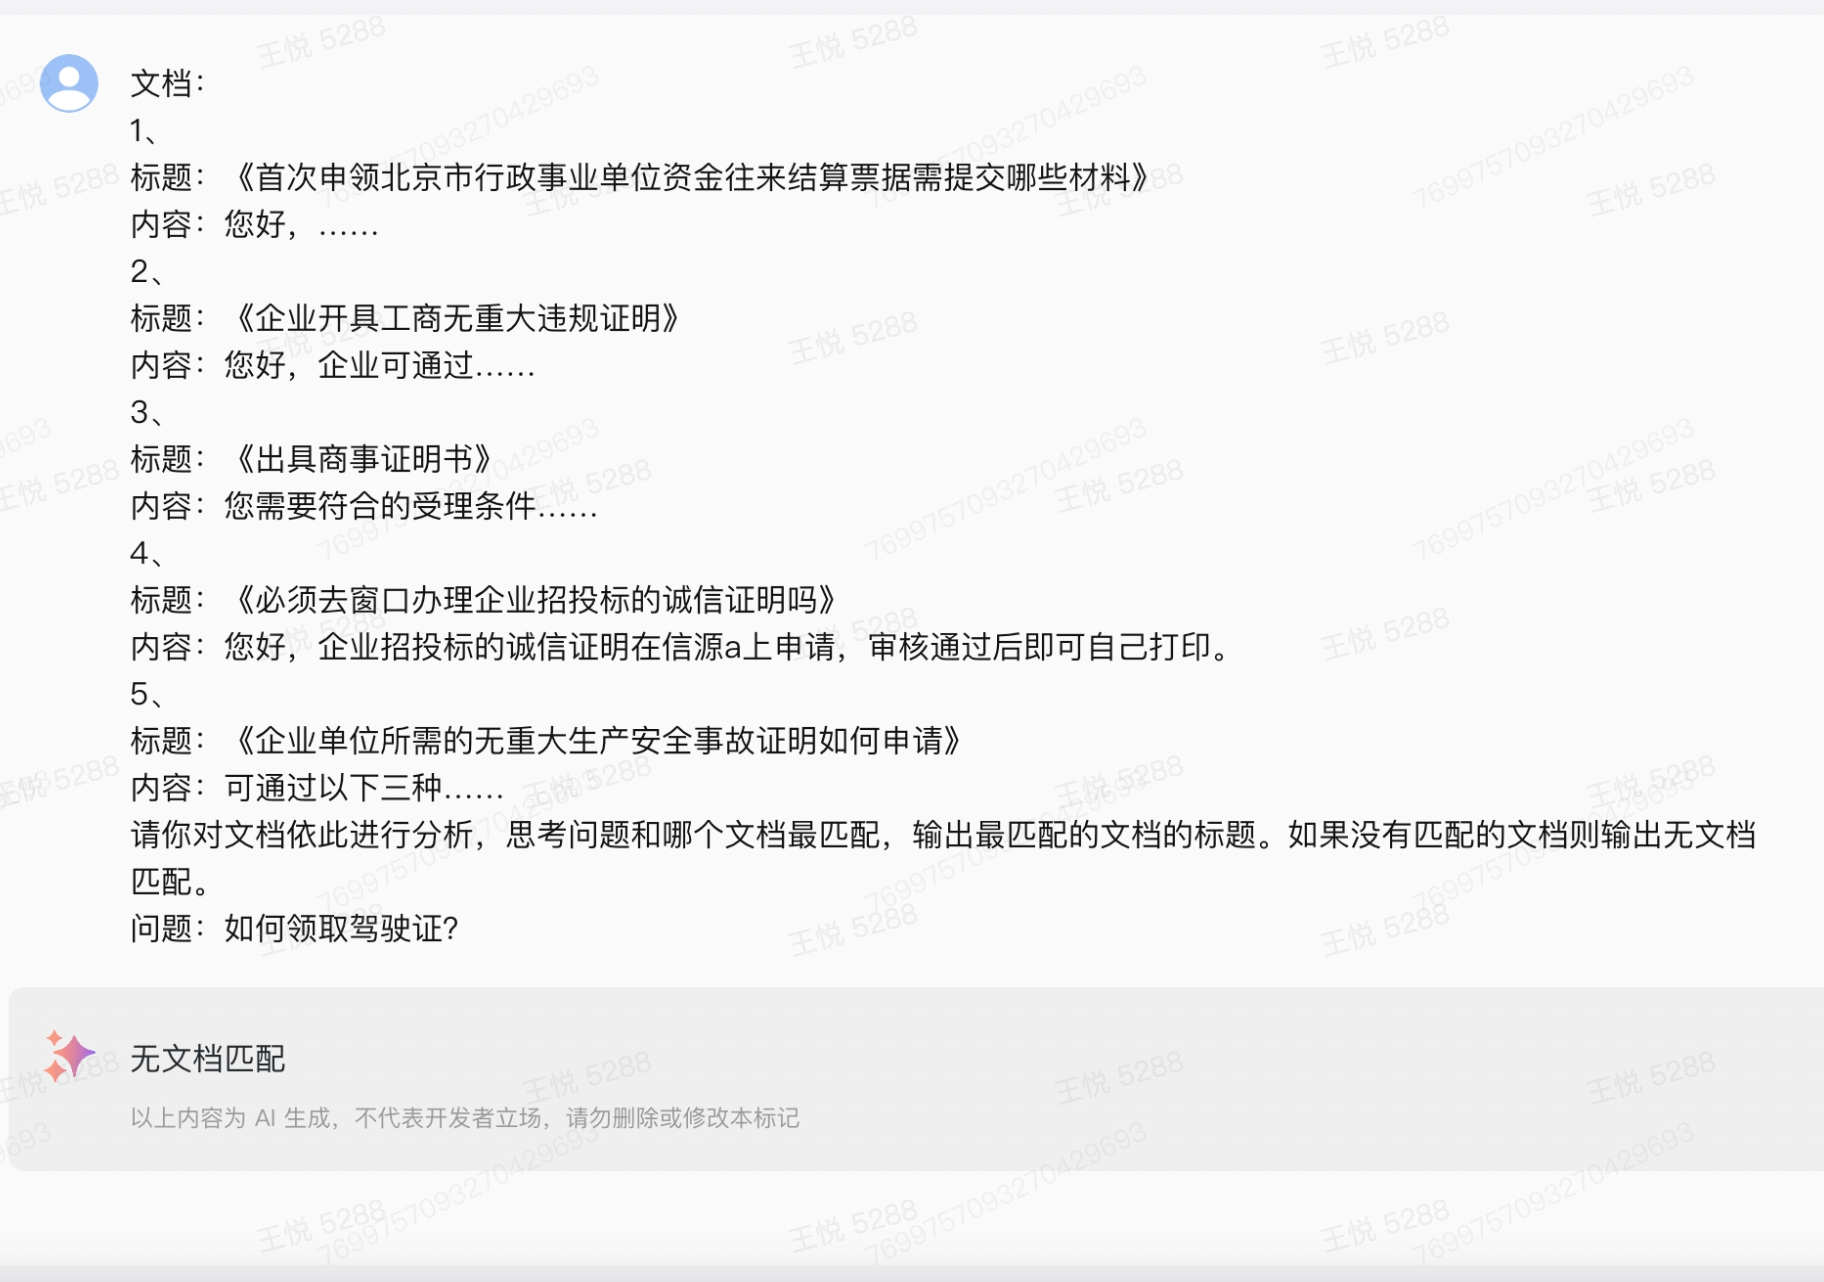 文档：
1、
标题：《首次申领北京市行政事业单位资金往来结算票据需提交哪些材料》
内容：您好，……
2、
标题：《企业开具工商无重大违规证明》
内容：您好，企业可通过……
3、
标题：《出具商事证明书》
内容：您需要符合的受理条件……
4、
标题：《必须去窗口办理企业招投标的诚信证明吗》
内容：您好，企业招投标的诚信证明在信源a上申请，审核通过后即可自己打印。
5、
标题：《企业单位所需的无重大生产安全事故证明如何申请》
内容：可通过以下三种……
请你对文档依此进行分析，思考问题和哪个文档最匹配，输出最匹配的文档的标题。如果没有匹配的文档则输出无文档
匹配。
问题：如何领取驾驶证？
无文档匹配
以上内容为 AI 生成，不代表开发者立场，请勿删除或修改本标记
王悦 5288
7699757093270429693